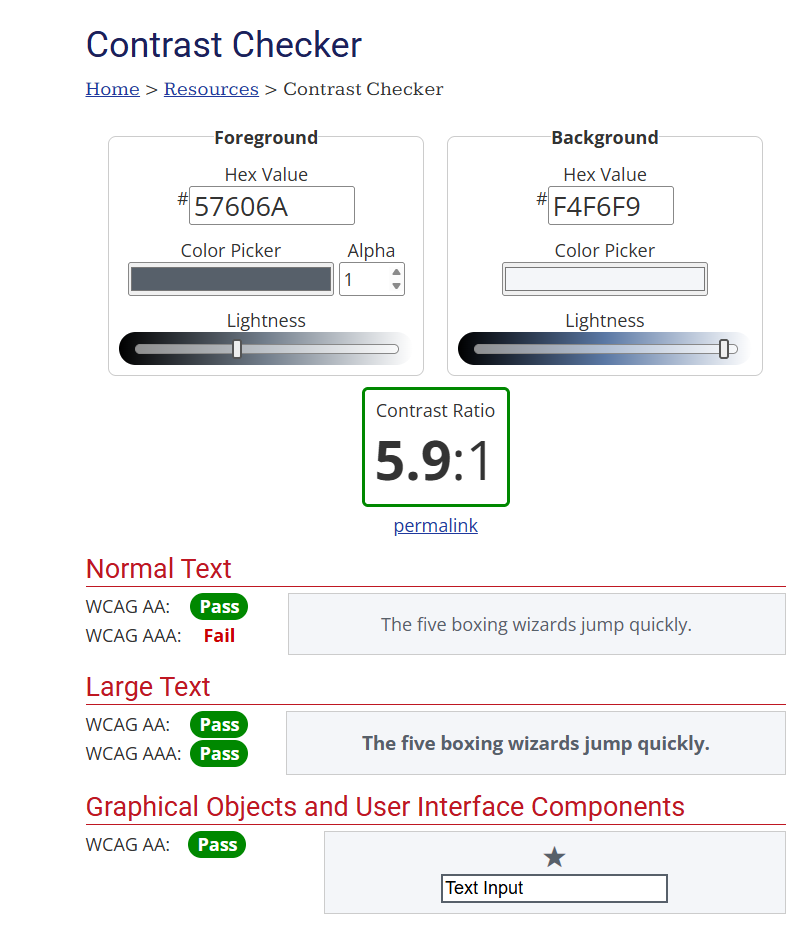 Contrast Checker
Home > Resources > Contrast Checker
Foreground
Hex Value
#57606A
Color Picker
Alpha
1
Lightness
Background
Hex Value
#F4F6F9
Color Picker
Lightness
Contrast Ratio
5.9:1
permalink
Normal Text
WCAG AA: Pass
WCAG AAA: Fail
The five boxing wizards jump quickly.
Large Text
WCAG AA: Pass
WCAG AAA: Pass
The five boxing wizards jump quickly.
Graphical Objects and User Interface Components
WCAG AA: Pass
Text Input